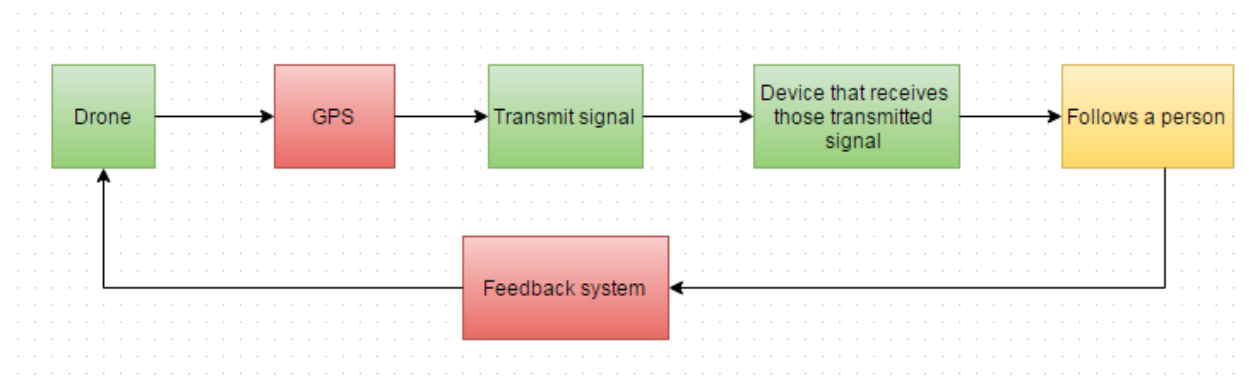 Drone
GPS
Transmit signal
Device that receives
those transmitted
signal
Follows a person
Feedback system